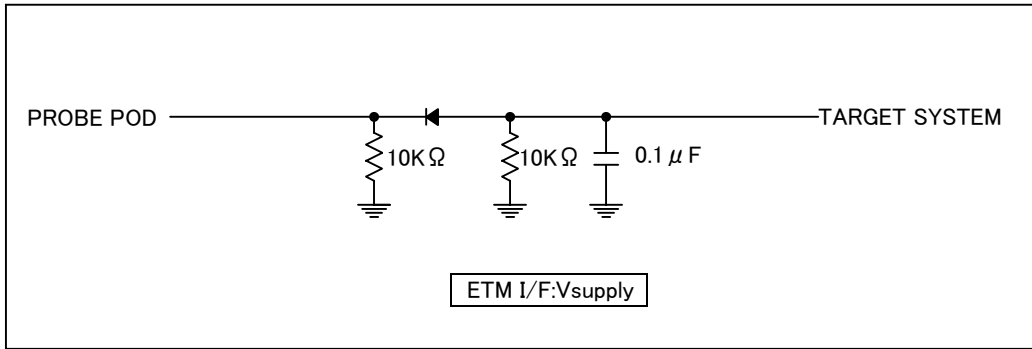 PROBE POD
TARGET SYSTEM
10KΩ
10KΩ
0.1μF
ETM I/F:Vsupply